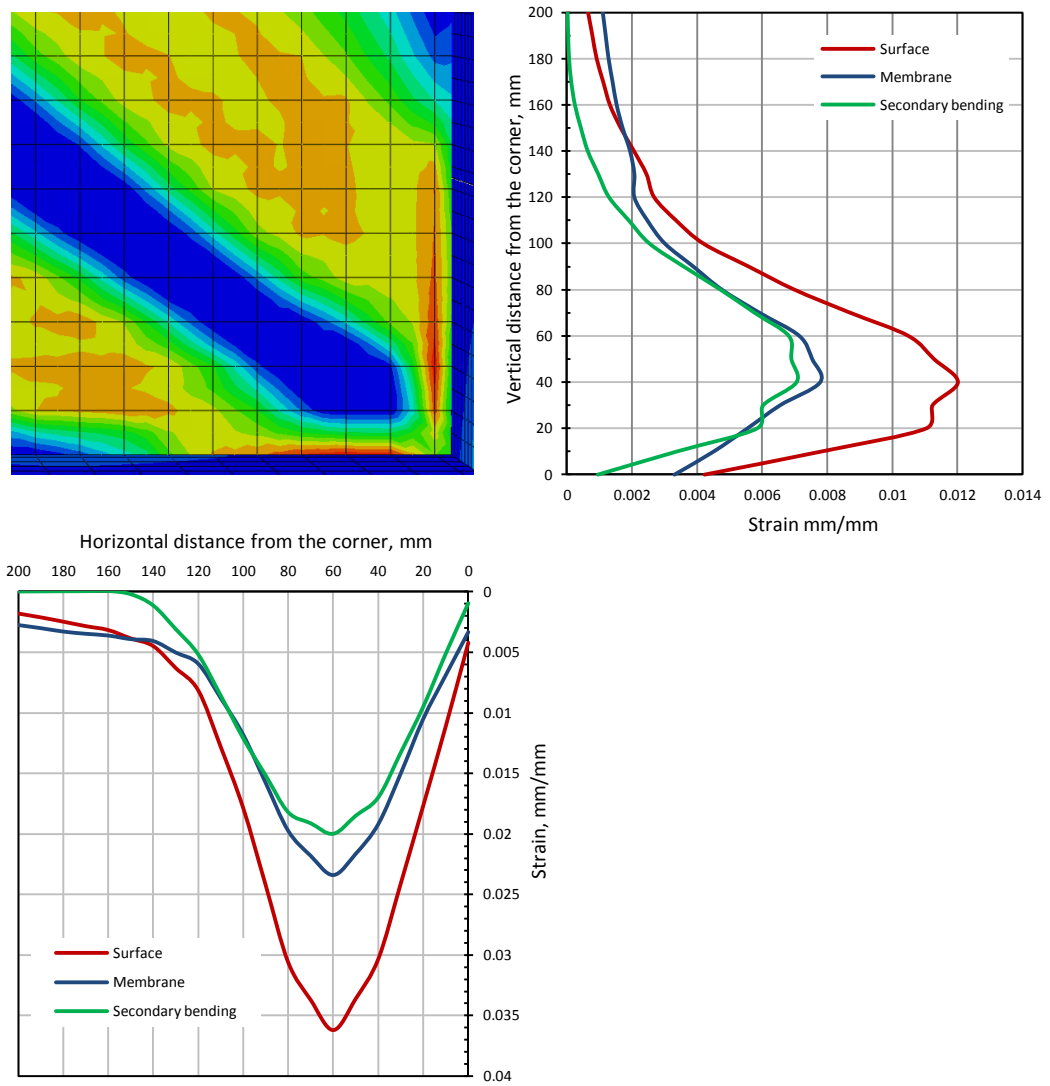 200
180
160
140
120
100
80
60
40
20
0
Vertical distance from the corner, mm
Surface
Membrane
Secondary bending
0 0.002 0.004 0.006 0.008 0.01 0.012 0.014
Strain mm/mm
Horizontal distance from the corner, mm
200 180 160 140 120 100 80 60 40 20 0
0
0.005
0.01
0.015
0.02
0.025
0.03
0.035
0.04
Strain, mm/mm
Surface
Membrane
Secondary bending